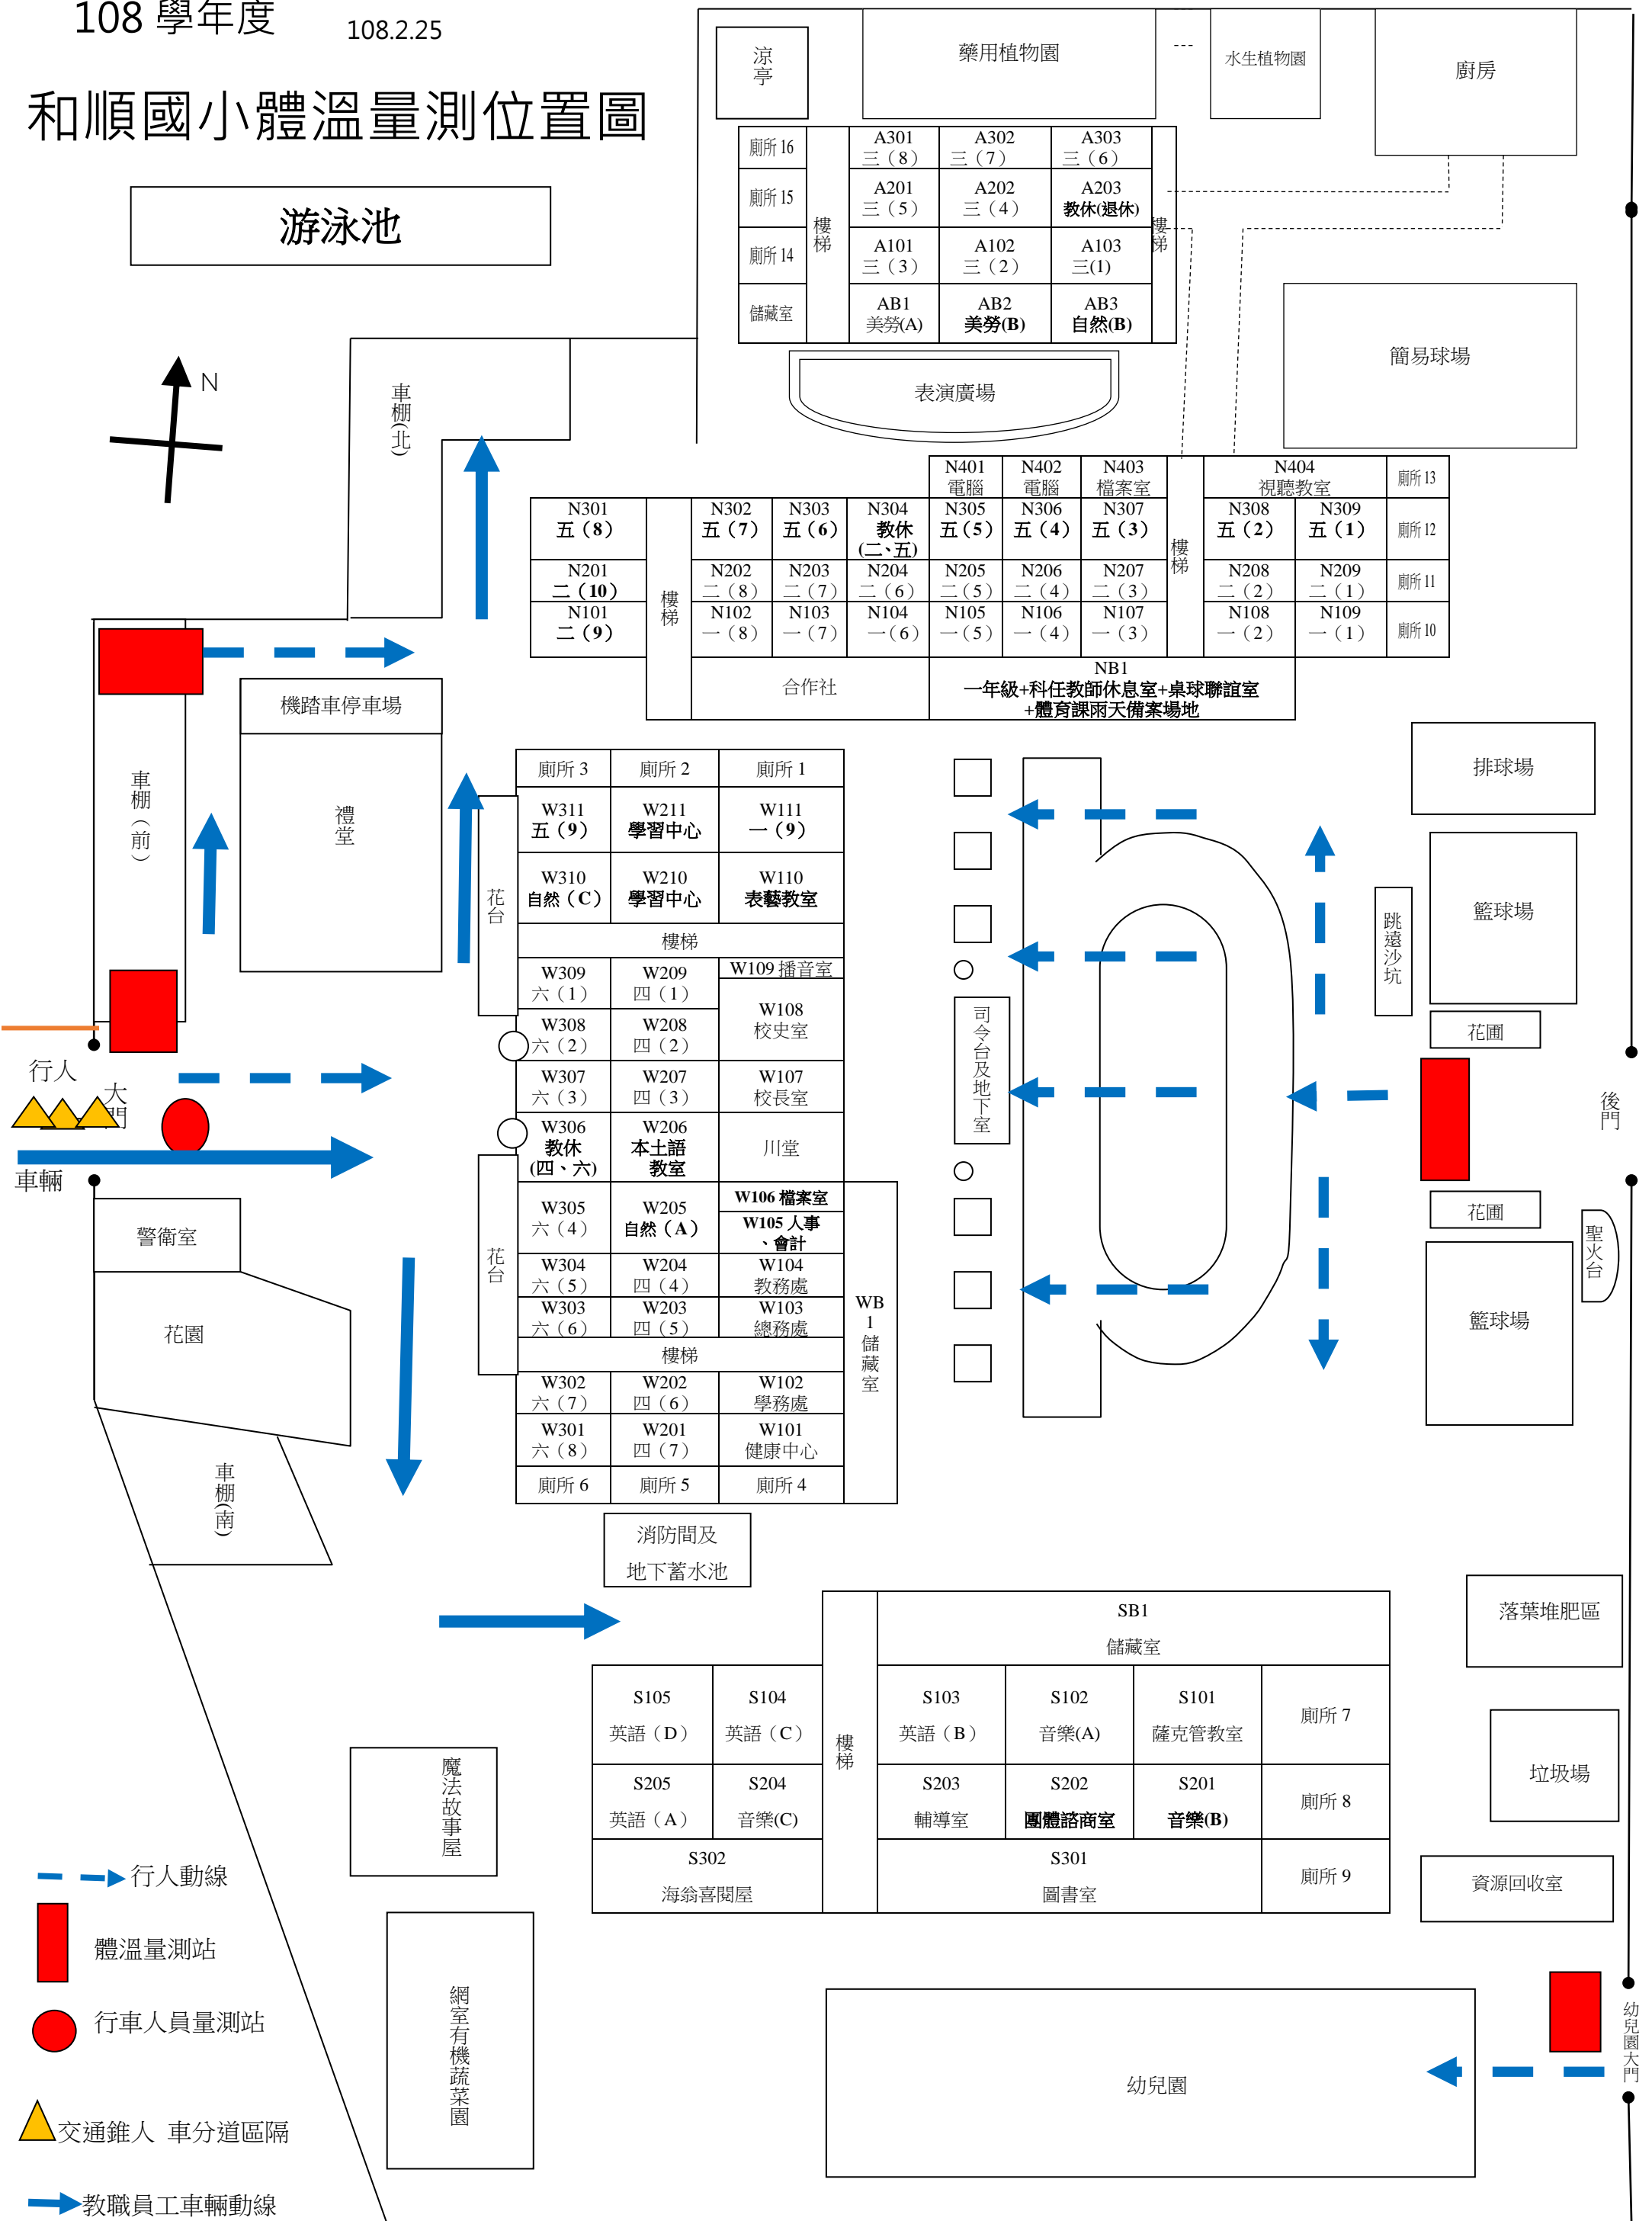 108 學年度 108.2.25
和順國小體溫量測位置圖
游泳池
N
涼亭
藥用植物園
水生植物園
廚房
廁所 16
A301
三（8）
A302
三（7）
A303
三（6）
廁所 15
A201
三（5）
A202
三（4）
A203
教休(退休)
樓梯
樓梯
廁所 14
A101
三（3）
A102
三（2）
A103
三(1)
儲藏室
AB1
美勞(A)
AB2
美勞(B)
AB3
自然(B)
表演廣場
簡易球場
車棚(北)
N401
電腦
N402
電腦
N403
檔案室
N404
視聽教室
廁所 13
N301
五（8）
N302
五（7）
N303
五（6）
N304
教休
(二、五)
N305
五（5）
N306
五（4）
N307
五（3）
樓梯
N308
五（2）
N309
五（1）
廁所 12
N201
二（10）
樓梯
N202
二（8）
N203
二（7）
N204
二（6）
N205
二（5）
N206
二（4）
N207
二（3）
N208
二（2）
N209
二（1）
廁所 11
N101
二（9）
N102
一（8）
N103
一（7）
N104
一（6）
N105
一（5）
N106
一（4）
N107
一（3）
N108
一（2）
N109
一（1）
廁所 10
合作社
NB1
一年級+科任教師休息室+桌球聯誼室
+體育課雨天備案場地
機踏車停車場
車棚（前）
禮堂
花台
廁所 3
廁所 2
廁所 1
W311
五（9）
W211
學習中心
W111
一（9）
W310
自然（C）
W210
學習中心
W110
表藝教室
樓梯
W309
六（1）
W209
四（1）
W109 播音室
W108
校史室
W308
六（2）
W208
四（2）
W307
六（3）
W207
四（3）
W107
校長室
W306
教休
(四、六)
W206
本土語
教室
川堂
花台
W305
六（4）
W205
自然（A）
W106 檔案室
W105 人事
、會計
W304
六（5）
W204
四（4）
W104
教務處
W303
六（6）
W203
四（5）
W103
總務處
樓梯
W302
六（7）
W202
四（6）
W102
學務處
W301
六（8）
W201
四（7）
W101
健康中心
廁所 6
廁所 5
廁所 4
WB
1
儲
藏
室
司令台及地下室
排球場
跳遠沙坑
籃球場
花圃
後門
花圃
聖火台
籃球場
行人
大門
車輛
警衛室
花園
車棚(南)
消防間及
地下蓄水池
SB1
儲藏室
S105
英語（D）
S104
英語（C）
樓梯
S103
英語（B）
S102
音樂(A)
S101
薩克管教室
廁所 7
S205
英語（A）
S204
音樂(C)
S203
輔導室
S202
團體諮商室
S201
音樂(B)
廁所 8
S302
海翁喜閱屋
S301
圖書室
廁所 9
落葉堆肥區
垃圾場
資源回收室
魔法故事屋
網室有機蔬菜園
幼兒園
幼兒園大門
行人動線
體溫量測站
行車人員量測站
交通錐人 車分道區隔
教職員工車輛動線